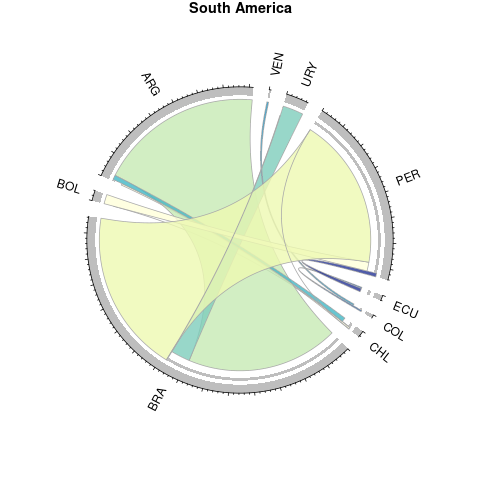 South America
VEN
URY
ARG
PER
BOL
ECU
COL
CHL
BRA